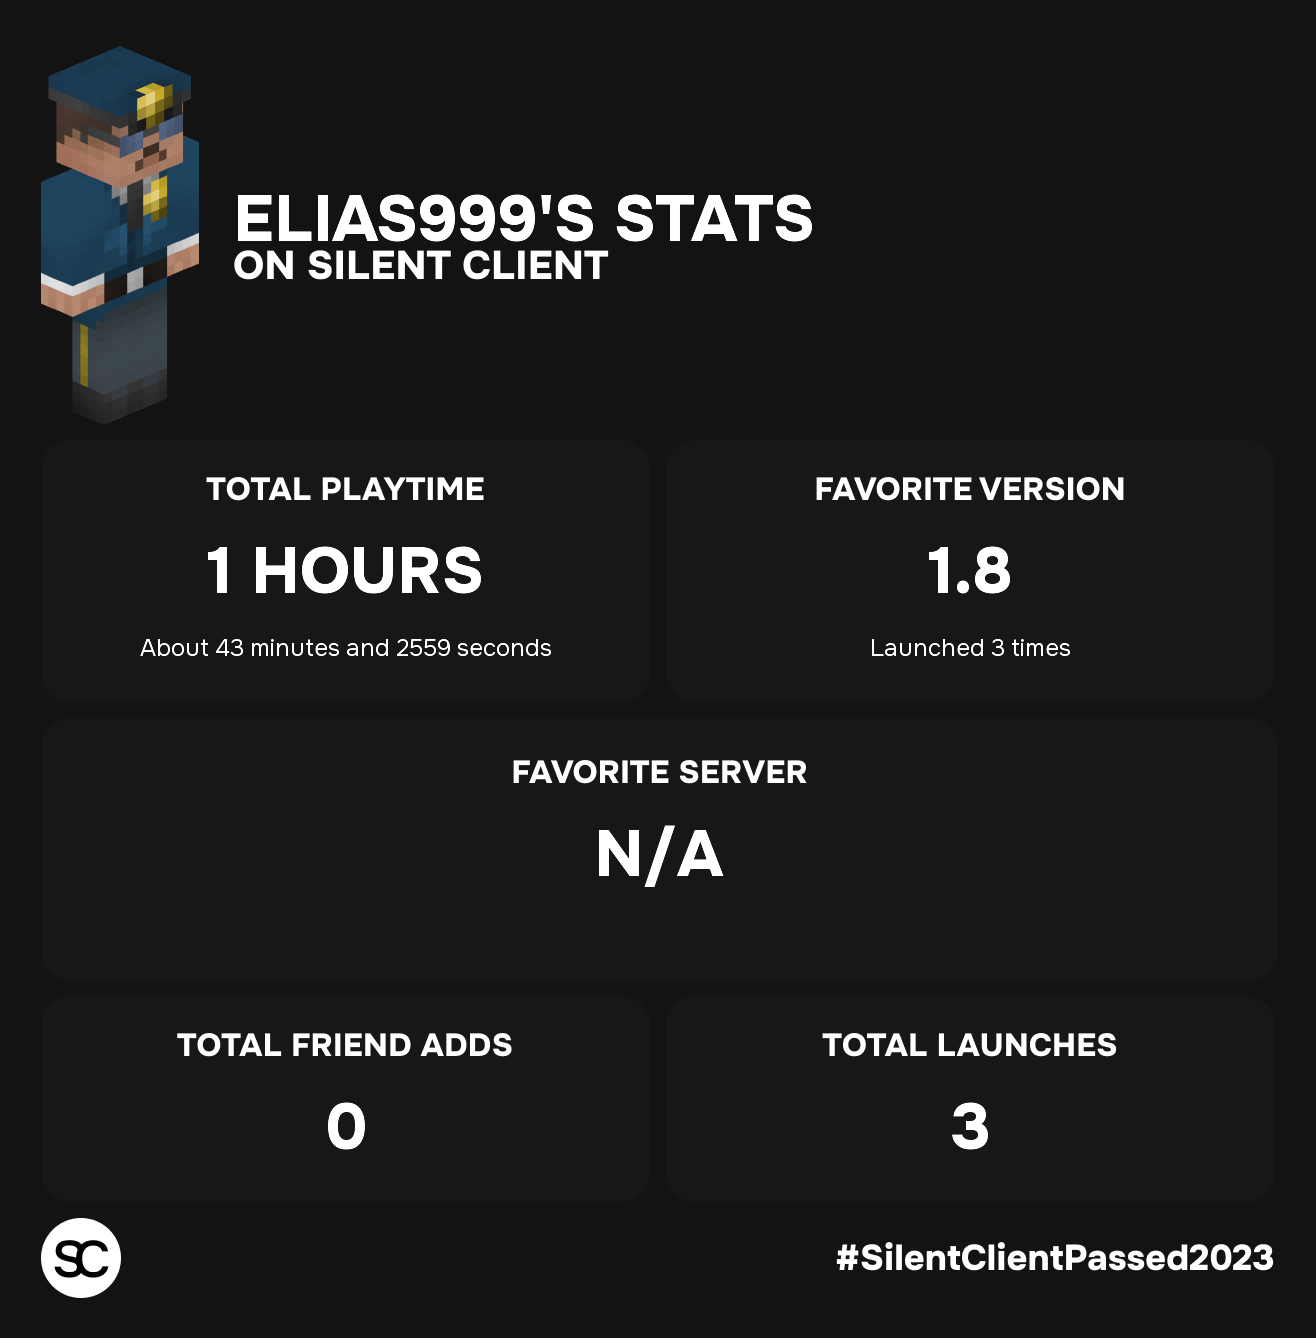 ELIAS999'S STATS
ON SILENT CLIENT
TOTAL PLAYTIME
1 HOURS
About 43 minutes and 2559 seconds
FAVORITE VERSION
1.8
Launched 3 times
FAVORITE SERVER
N/A
TOTAL FRIEND ADDS
0
TOTAL LAUNCHES
3
SC
#SilentClientPassed2023